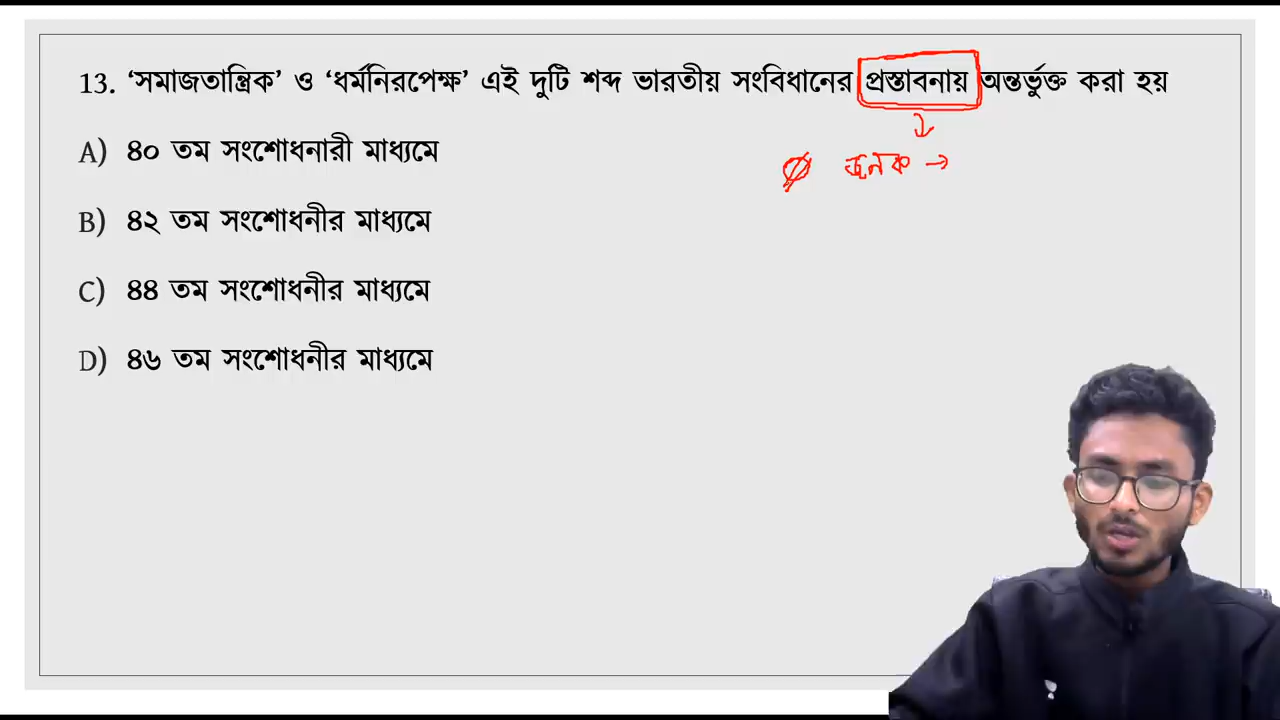 13. ‘সমাজতান্ত্রিক’ ও ‘ধর্মনিরপেক্ষ’ এই দুটি শব্দ ভারতীয় সংবিধানের প্রস্তাবনায় অন্তর্ভুক্ত করা হয়
A) ৪০ তম সংশোধনারী মাধ্যমে
জনক →
B) ৪২ তম সংশোধনীর মাধ্যমে
C) ৪৪ তম সংশোধনীর মাধ্যমে
D) ৪৬ তম সংশোধনীর মাধ্যমে